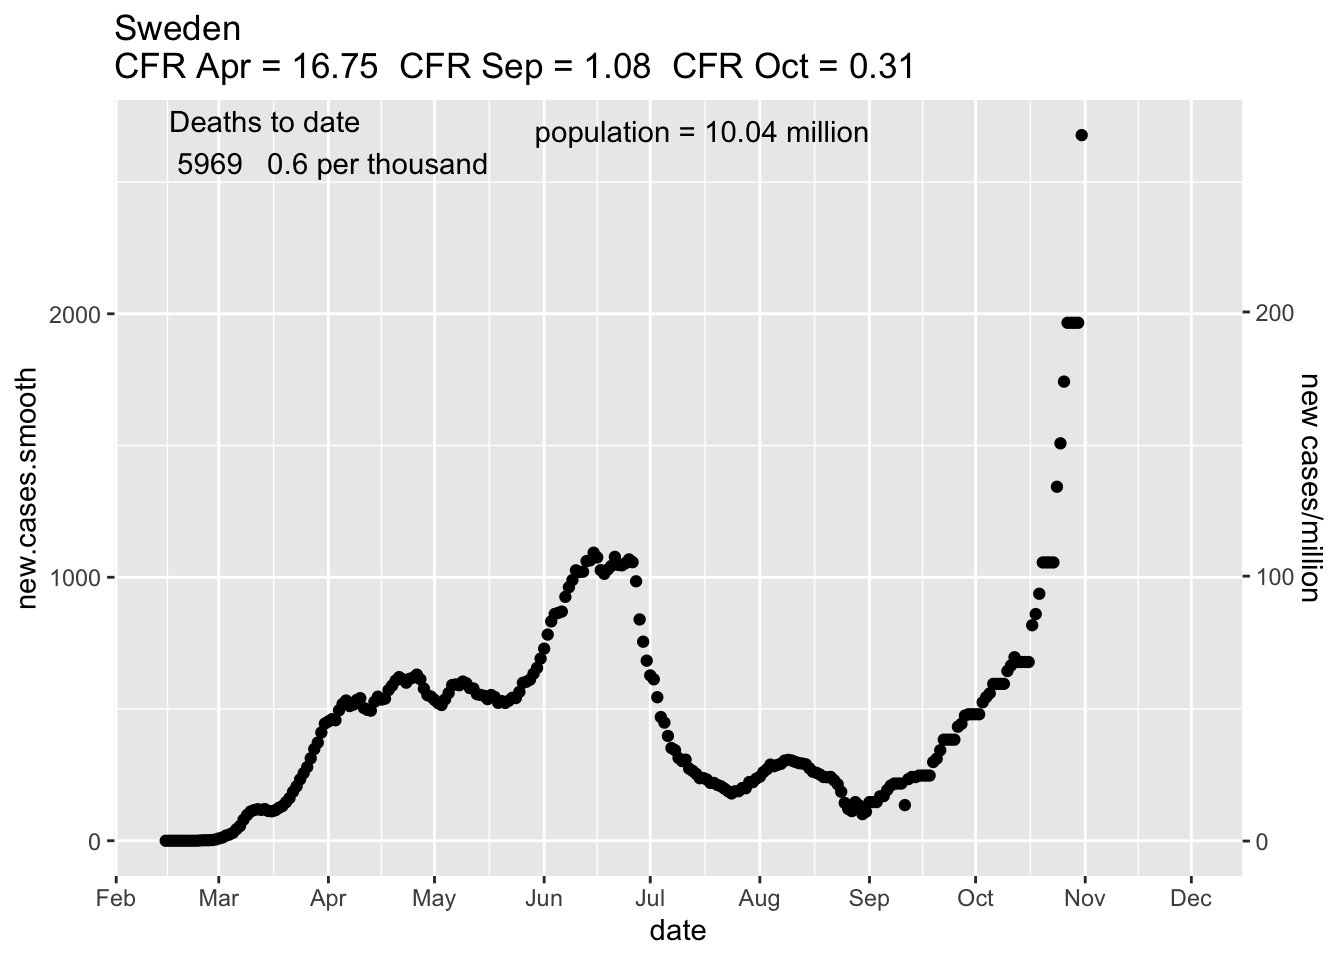 Sweden
CFR Apr = 16.75 CFR Sep = 1.08 CFR Oct = 0.31
Deaths to date
5969 0.6 per thousand
population = 10.04 million
new.cases.smooth
2000
1000
0
200
100
0
new cases/million
Feb Mar Apr May Jun Jul Aug Sep Oct Nov Dec
date